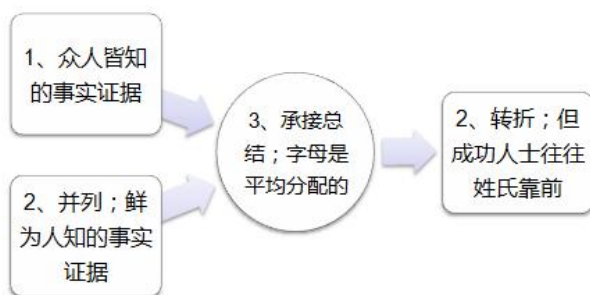 1、众人皆知
的事实证据
2、并列；鲜
为人知的事实
证据
3、承接总
结；字母是
平均分配的
2、转折；但
成功人士往往
姓氏靠前